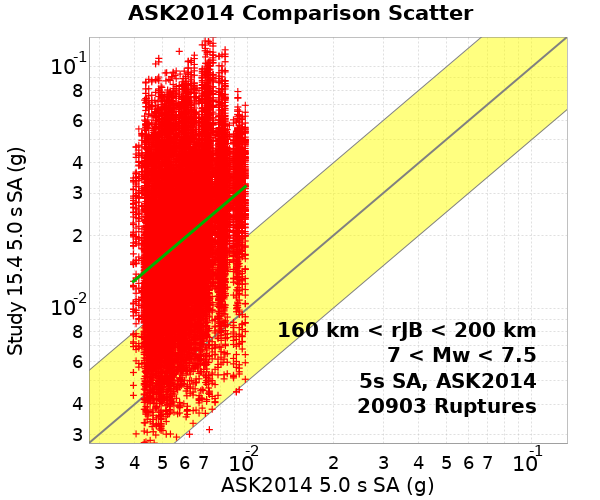 ASK2014 Comparison Scatter
Study 15.4 5.0 s SA (g)
10-1
8
6
4
3
2
10-2
8
6
4
3
160 km < rJB < 200 km
7 < Mw < 7.5
5s SA, ASK2014
20903 Ruptures
3 4 5 6 7 10-2 2 3 4 5 6 7 10-1
ASK2014 5.0 s SA (g)